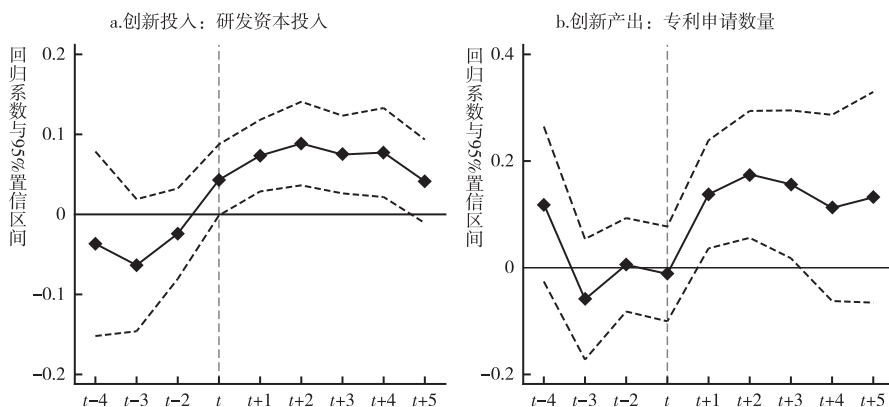 a.创新投入：研发资本投入
回归系数与95%置信区间
0.2
0.1
0
−0.1
−0.2
t−4 t−3 t−2 t t+1 t+2 t+3 t+4 t+5
b.创新产出：专利申请数量
回归系数与95%置信区间
0.4
0.2
0
−0.2
t−4 t−3 t−2 t t+1 t+2 t+3 t+4 t+5